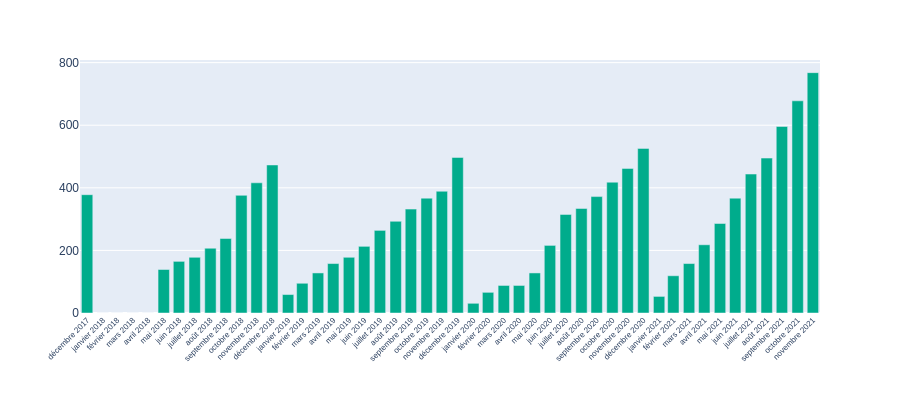 800
600
400
200
0
décembre 2017
janvier 2018
février 2018
mars 2018
avril 2018
mai 2018
juin 2018
juillet 2018
août 2018
septembre 2018
octobre 2018
novembre 2018
décembre 2018
janvier 2019
février 2019
mars 2019
avril 2019
mai 2019
juin 2019
juillet 2019
août 2019
septembre 2019
octobre 2019
novembre 2019
décembre 2019
janvier 2020
février 2020
mars 2020
avril 2020
mai 2020
juin 2020
juillet 2020
août 2020
septembre 2020
octobre 2020
novembre 2020
décembre 2020
janvier 2021
février 2021
mars 2021
avril 2021
mai 2021
juin 2021
juillet 2021
août 2021
septembre 2021
octobre 2021
novembre 2021